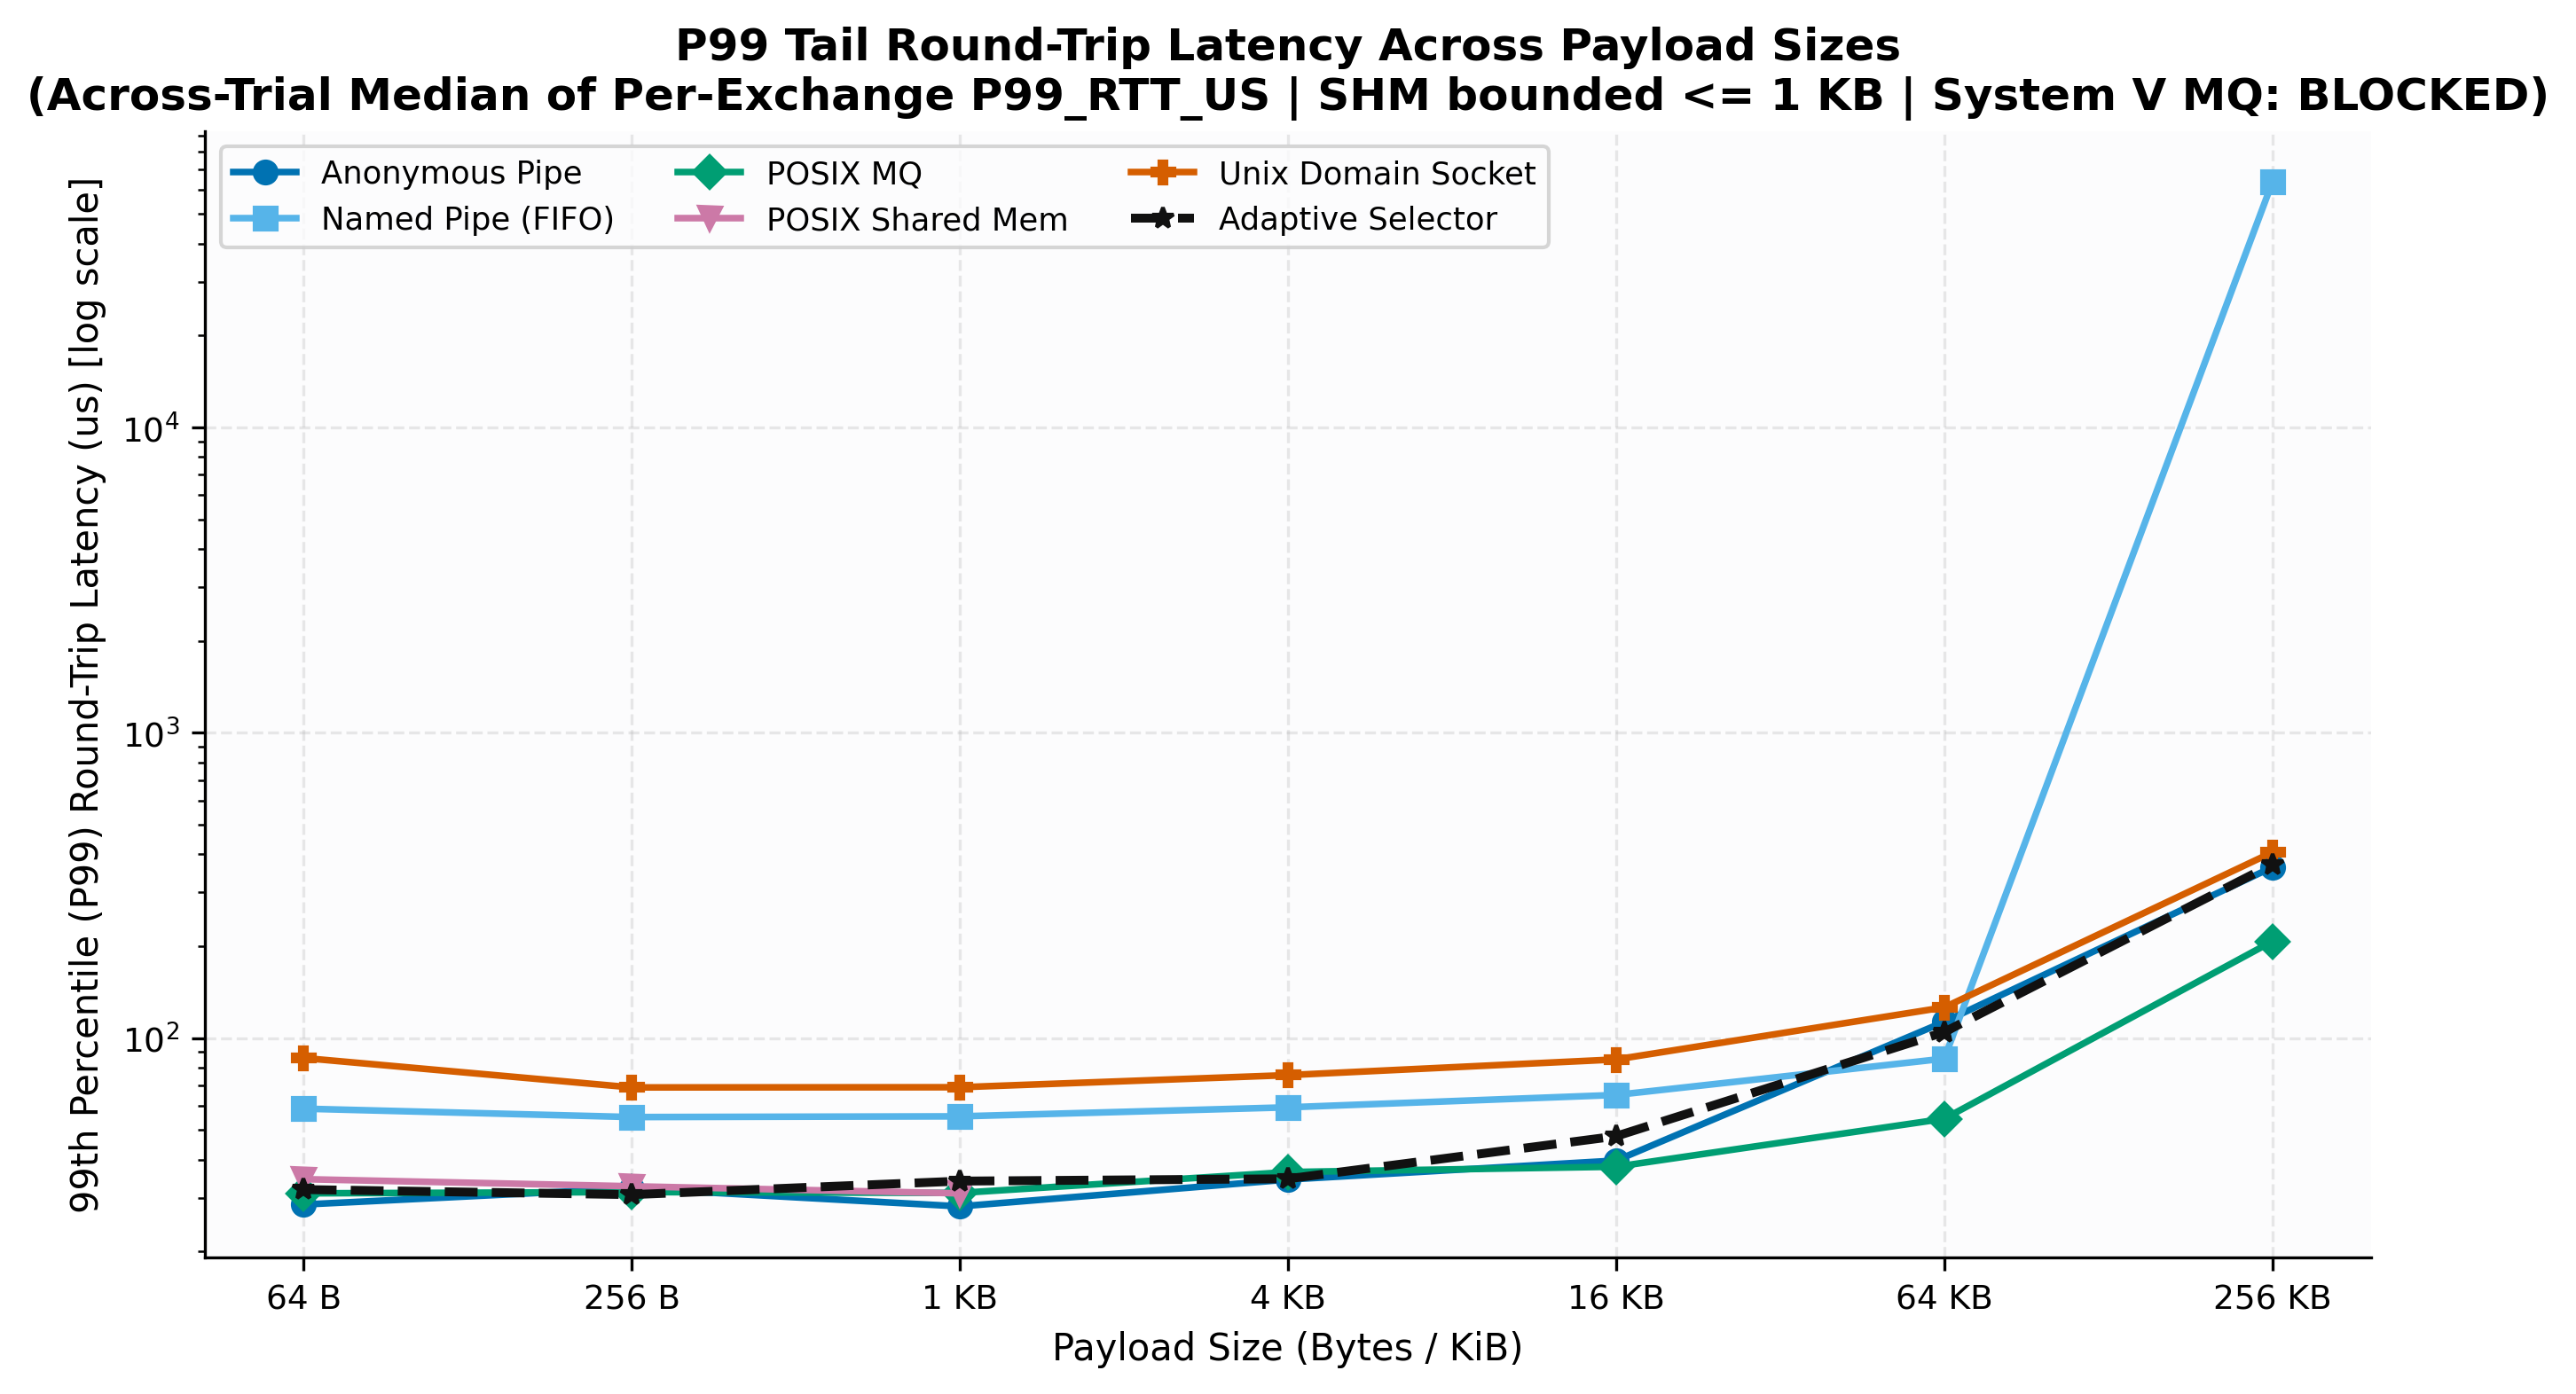 P99 Tail Round-Trip Latency Across Payload Sizes
(Across-Trial Median of Per-Exchange P99_RTT_US | SHM bounded <= 1 KB | System V MQ: BLOCKED)
Anonymous Pipe
Named Pipe (FIFO)
POSIX MQ
POSIX Shared Mem
Unix Domain Socket
Adaptive Selector
99th Percentile (P99) Round-Trip Latency (us) [log scale]
10⁴
10³
10²
64 B
256 B
1 KB
4 KB
16 KB
64 KB
256 KB
Payload Size (Bytes / KiB)